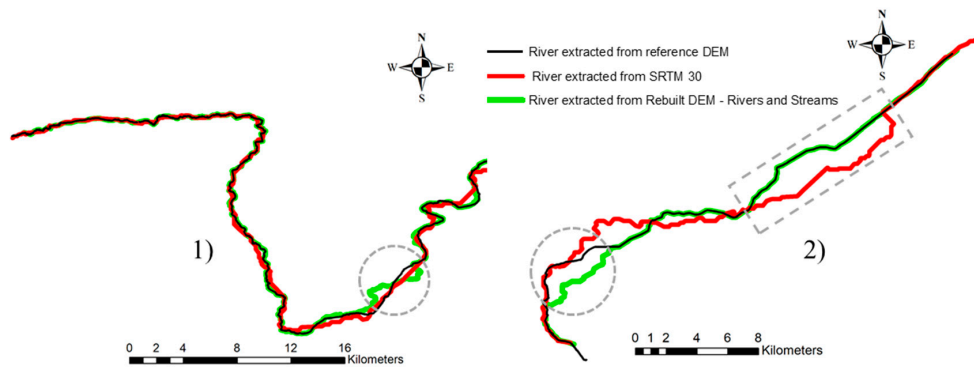 N
W E
S
1)
0 2 4 8 12 16
Kilometers
River extracted from reference DEM
River extracted from SRTM 30
River extracted from Rebuilt DEM - Rivers and Streams
N
W E
S
2)
0 1 2 4 6 8
Kilometers